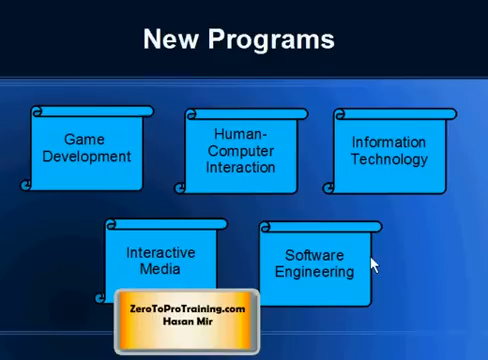 New Programs
Game
Development
Human-
Computer
Interaction
Information
Technology
Interactive
Media
Software
Engineering
ZeroToProTraining.com
Hasan Mir